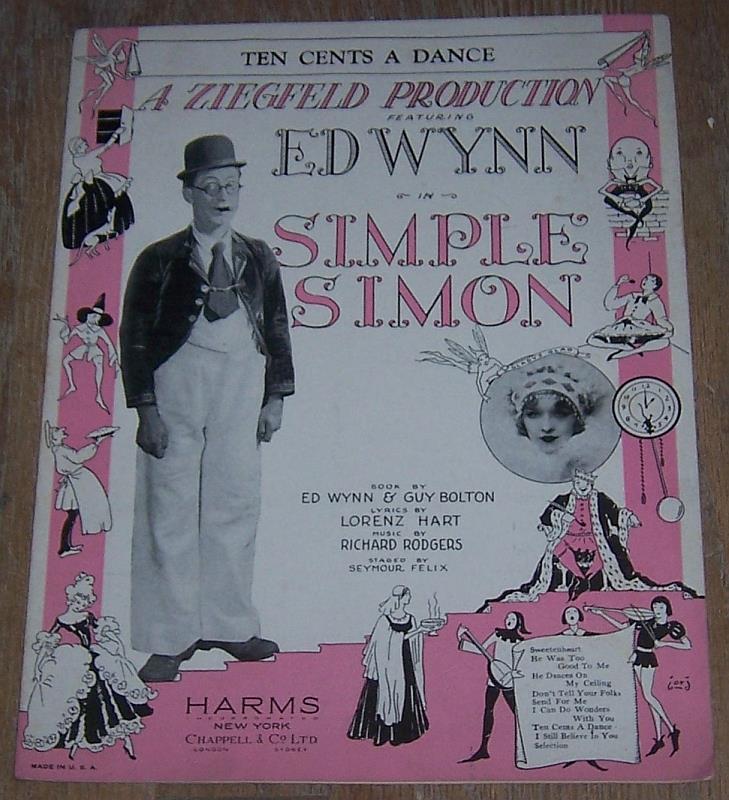 TEN CENTS A DANCE
A ZIEGFELD PRODUCTION
FEATURING
ED WYNN
IN
SIMPLE
SIMON
BOOK BY
ED WYNN & GUY BOLTON
LYRICS BY
LORENZ HART
MUSIC BY
RICHARD RODGERS
STAGED BY
SEYMOUR FELIX
Sweetenheart
He Was Too
Good To Me
He Dances On
My Ceiling
Don't Tell Your Folks
Send For Me
I Can Do Wonders
With You
Ten Cents A Dance
I Still Believe In You
Selection
HARMS
INCORPORATED
NEW YORK
CHAPPELL & CO LTD
LONDON SYDNEY
MADE IN U. S. A.